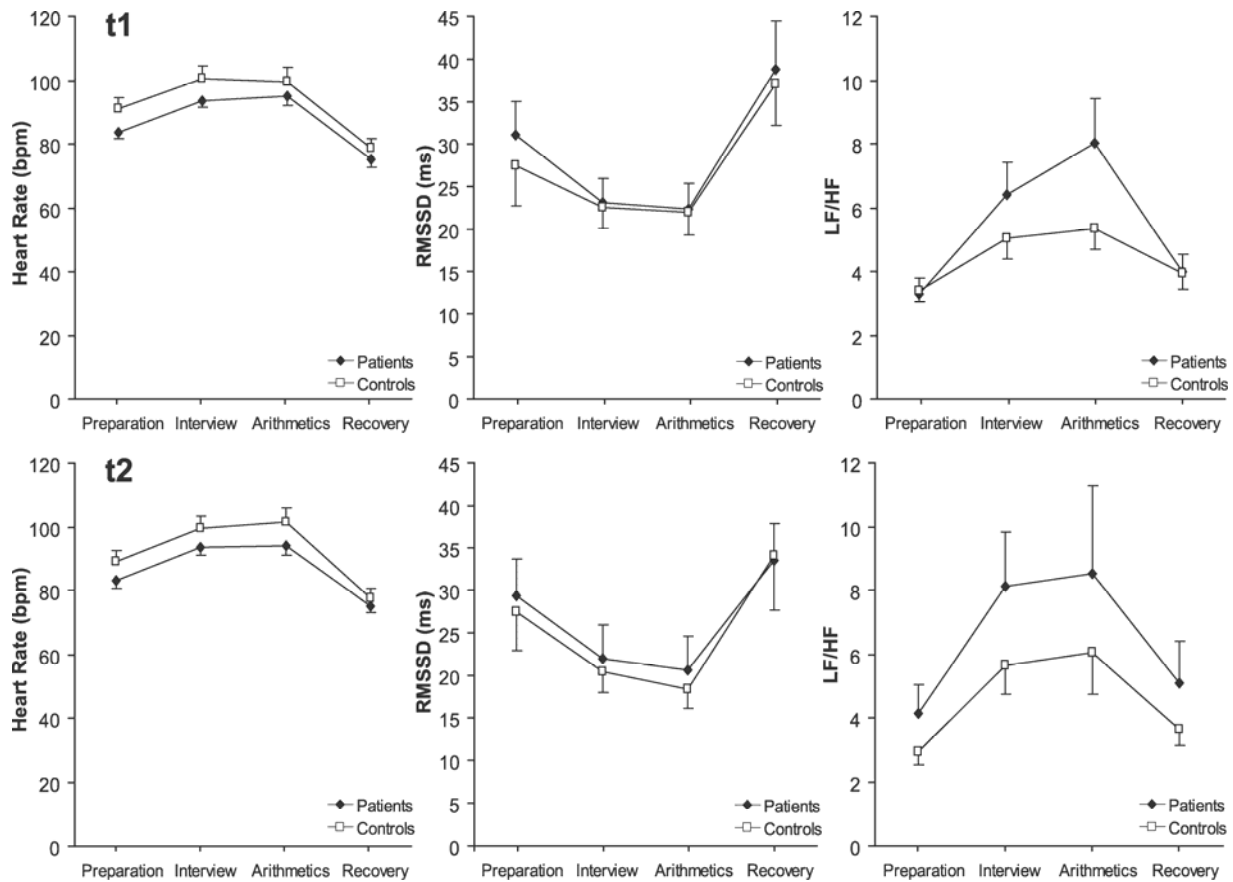 t1
Heart Rate (bpm)
120
100
80
60
40
20
0
Patients
Controls
Preparation Interview Arithmetics Recovery
RMSSD (ms)
45
40
35
30
25
20
15
10
5
0
Patients
Controls
Preparation Interview Arithmetics Recovery
LF/HF
12
10
8
6
4
2
0
Patients
Controls
Preparation Interview Arithmetics Recovery
t2
Heart Rate (bpm)
120
100
80
60
40
20
0
Patients
Controls
Preparation Interview Arithmetics Recovery
RMSSD (ms)
45
40
35
30
25
20
15
10
5
0
Patients
Controls
Preparation Interview Arithmetics Recovery
LF/HF
12
10
8
6
4
2
0
Patients
Controls
Preparation Interview Arithmetics Recovery